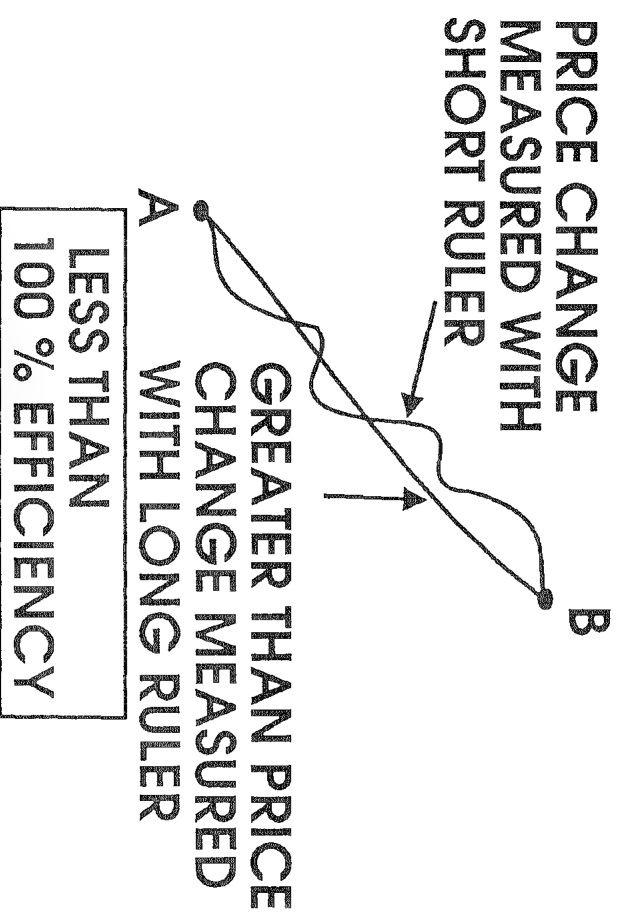 PRICE CHANGE
MEASURED WITH
SHORT RULER
B
A
GREATER THAN PRICE
CHANGE MEASURED
WITH LONG RULER
LESS THAN
100 % EFFICIENCY